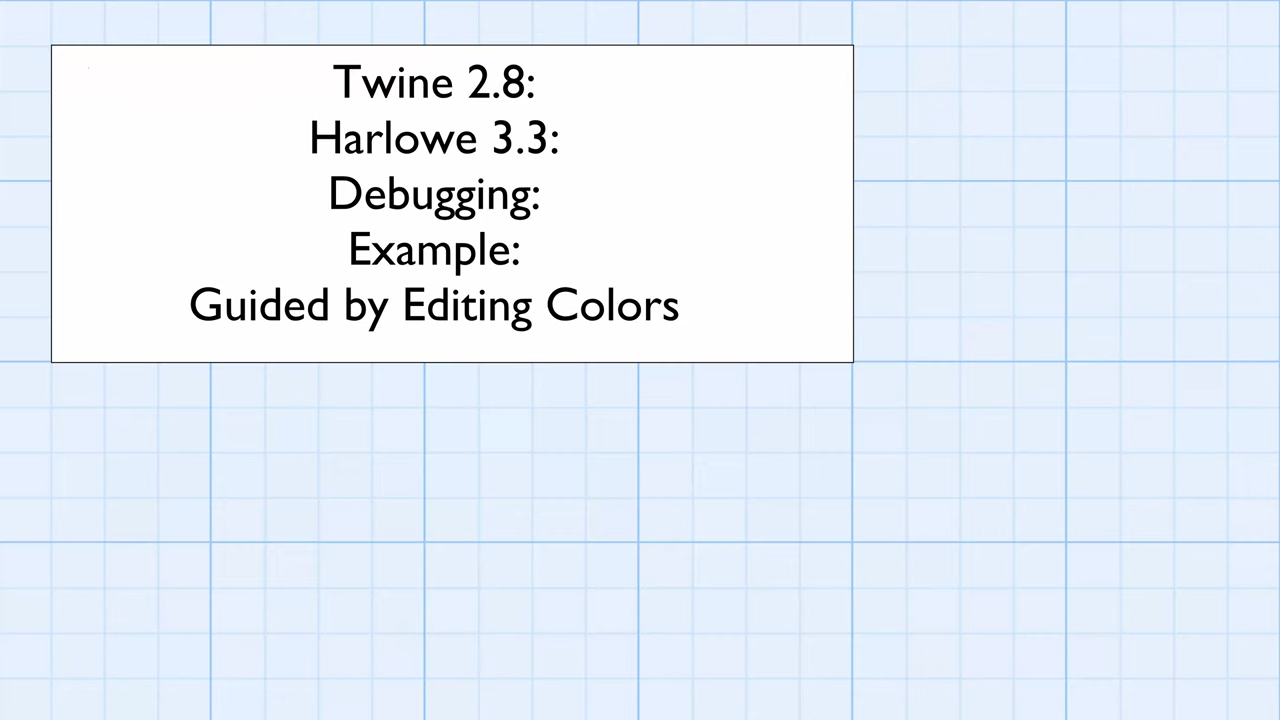 Twine 2.8:
Harlowe 3.3:
Debugging:
Example:
Guided by Editing Colors